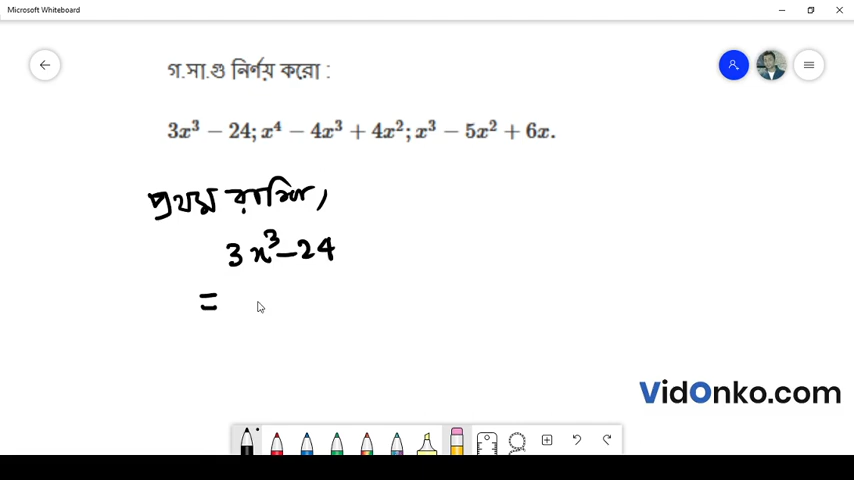 Microsoft Whiteboard
গ.সা.গু নির্ণয় করো :
3x³ − 24; x⁴ − 4x³ + 4x²; x³ − 5x² + 6x.
প্রথম রাশি,
3x³ − 24
=
VidOnko.com